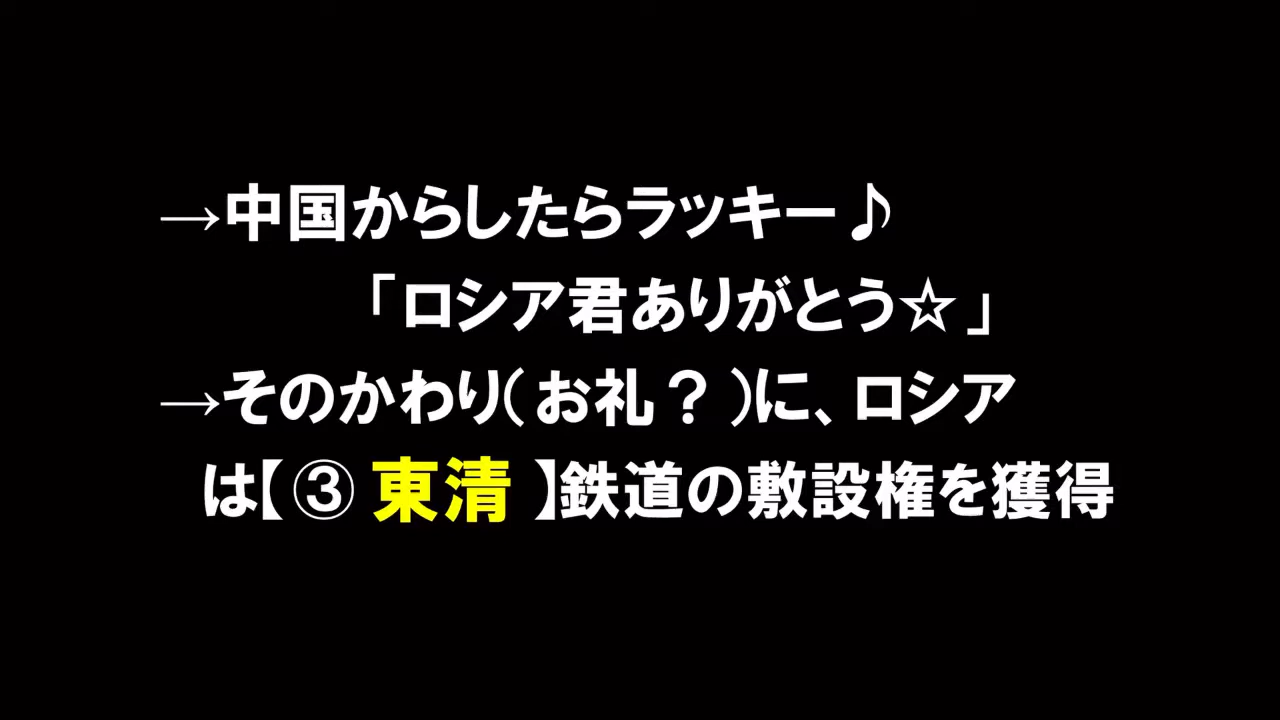 →中国からしたらラッキー♪
「ロシア君ありがとう☆」
→そのかわり(お礼？)に、ロシア
は【③ 東清 】鉄道の敷設権を獲得